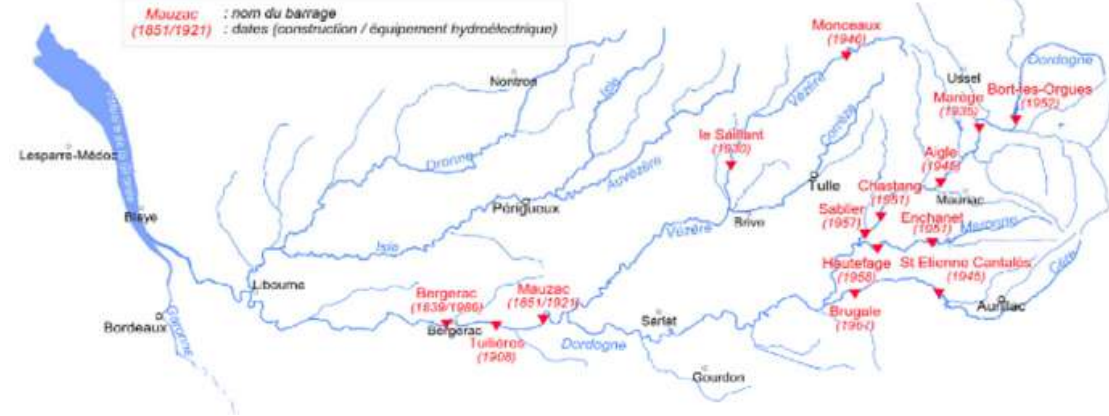 Mauzac : nom du barrage
(1851/1921) : dates (construction / équipement hydroélectrique)
Monceaux
(1946)
Ussel
Dordogne
Nontron
Isle
Vézère
Marège
(1935)
Bort-les-Orgues
(1952)
Corrèze
le Saillant
(1930)
Lesparre-Médoc
Dronne
Auvézère
Aigle
(1945)
Tulle
Chastang
(1951)
Mauriac
Périgueux
Sablier
(1957)
Enchanet
(1951)
Maronne
Blaye
Brive
Vézère
Isle
Hautefage
(1958)
St Etienne Cantalès
(1945)
Cère
Libourne
Bergerac
(1839/1986)
Mauzac
(1851/1921)
Aurillac
Bordeaux
Garonne
Bergerac
Sarlat
Brugale
Tuilières
(1908)
Dordogne
Gourdon